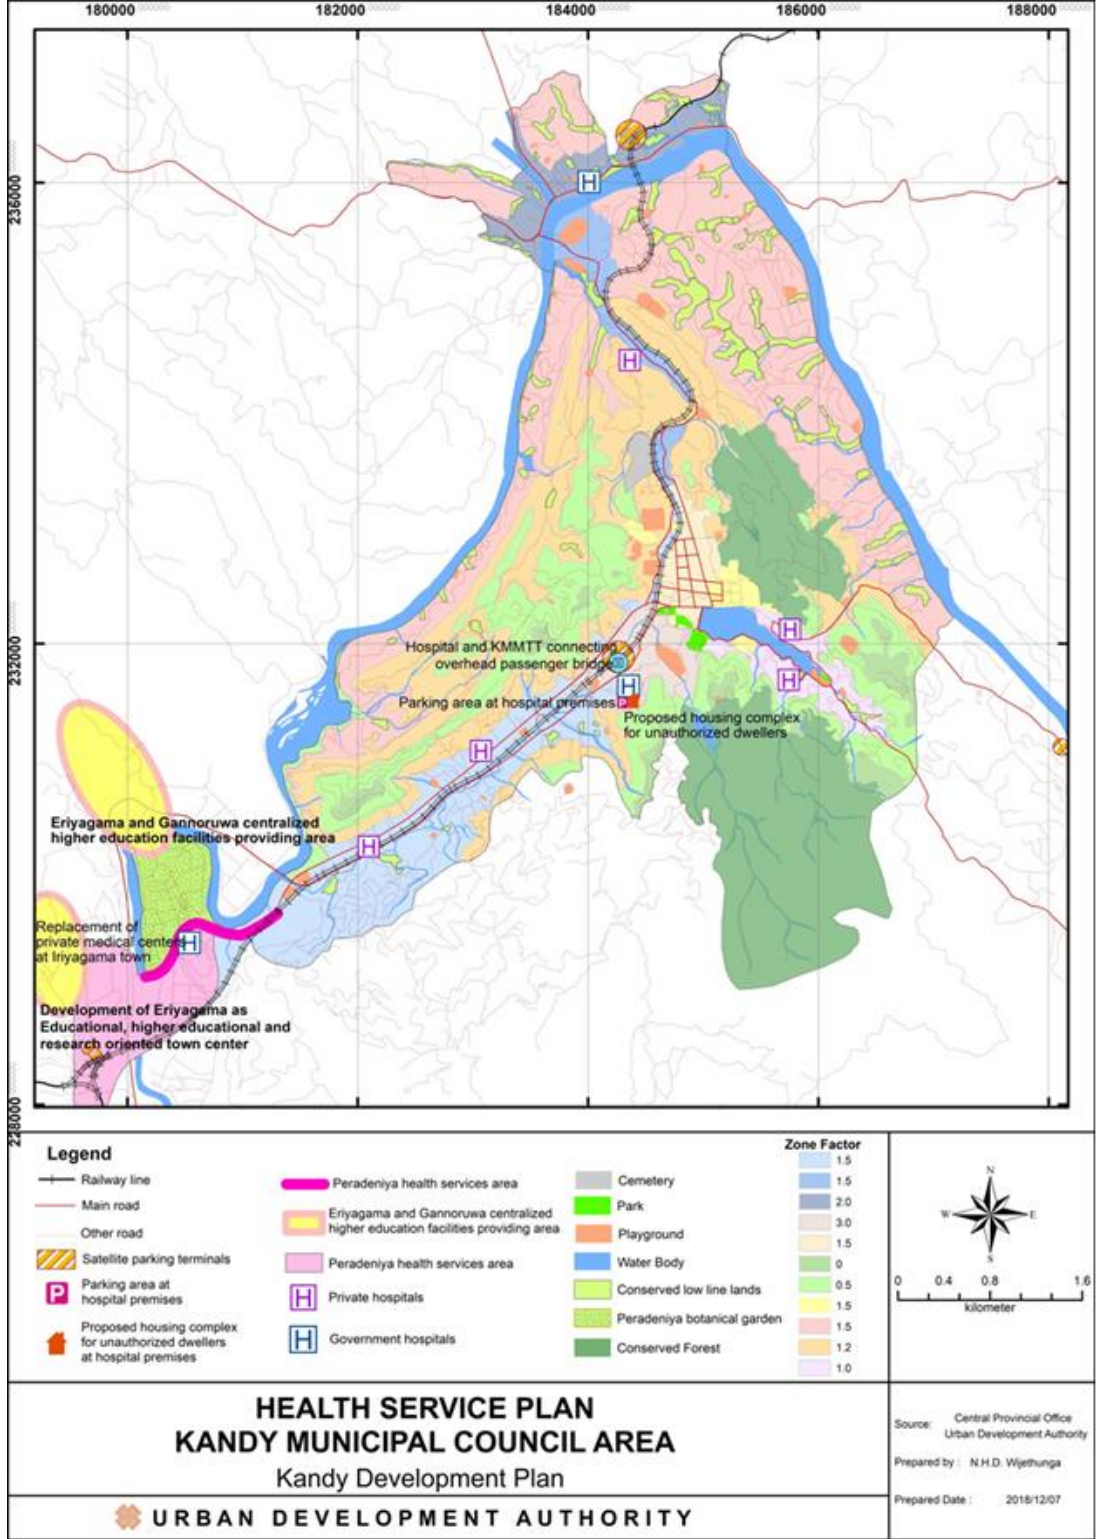 180000
182000
184000
186000
188000
236000
232000
228000
H
H
Hospital and KMMTT connecting
overhead passenger bridge
H
H
H
Parking area at hospital premises
P
Proposed housing complex
for unauthorized dwellers
H
H
Eriyagama and Gannoruwa centralized
higher education facilities providing area
Replacement of
private medical centers
at Iriyagama town
H
Development of Eriyagama as
Educational, higher educational and
research oriented town center
Legend
Railway line
Main road
Other road
Satellite parking terminals
P
Parking area at
hospital premises
Proposed housing complex
for unauthorized dwellers
at hospital premises
Peradeniya health services area
Eriyagama and Gannoruwa centralized
higher education facilities providing area
Peradeniya health services area
H
Private hospitals
H
Government hospitals
Cemetery
Park
Playground
Water Body
Conserved low line lands
Peradeniya botanical garden
Conserved Forest
Zone Factor
1.5
1.5
2.0
3.0
1.5
0
0.5
1.5
1.5
1.2
1.0
N
W
E
S
0 0.4 0.8 1.6
kilometer
HEALTH SERVICE PLAN
KANDY MUNICIPAL COUNCIL AREA
Kandy Development Plan
URBAN DEVELOPMENT AUTHORITY
Source: Central Provincial Office
Urban Development Authority
Prepared by : N.H.D. Wijethunga
Prepared Date : 2018/12/07